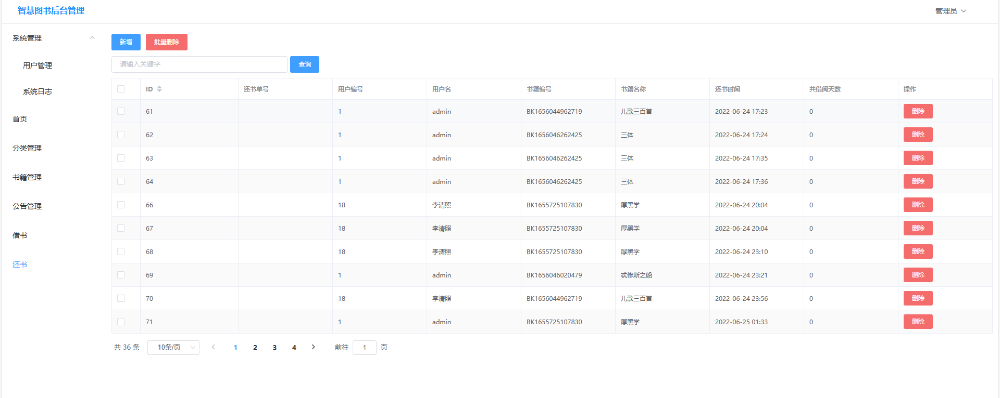 智慧图书后台管理
管理员
系统管理
用户管理
系统日志
首页
分类管理
书籍管理
公告管理
借书
还书
新增 批量删除
请输入关键字 查询
ID 还书单号 用户编号 用户名 书籍编号 书籍名称 还书时间 共借阅天数 操作
61 1 admin BK1656044962719 儿歌三百首 2022-06-24 17:23 0 删除
62 1 admin BK1656046262425 三体 2022-06-24 17:24 0 删除
63 1 admin BK1656046262425 三体 2022-06-24 17:35 0 删除
64 1 admin BK1656046262425 三体 2022-06-24 17:36 0 删除
66 18 李清照 BK1655725107830 厚黑学 2022-06-24 20:04 0 删除
67 18 李清照 BK1655725107830 厚黑学 2022-06-24 20:04 0 删除
68 18 李清照 BK1655725107830 厚黑学 2022-06-24 23:10 0 删除
69 1 admin BK1656046020479 忒修斯之船 2022-06-24 23:21 0 删除
70 18 李清照 BK1656044962719 儿歌三百首 2022-06-24 23:56 0 删除
71 1 admin BK1655725107830 厚黑学 2022-06-25 01:33 0 删除
共 36 条 10条/页 1 2 3 4 前往 1 页